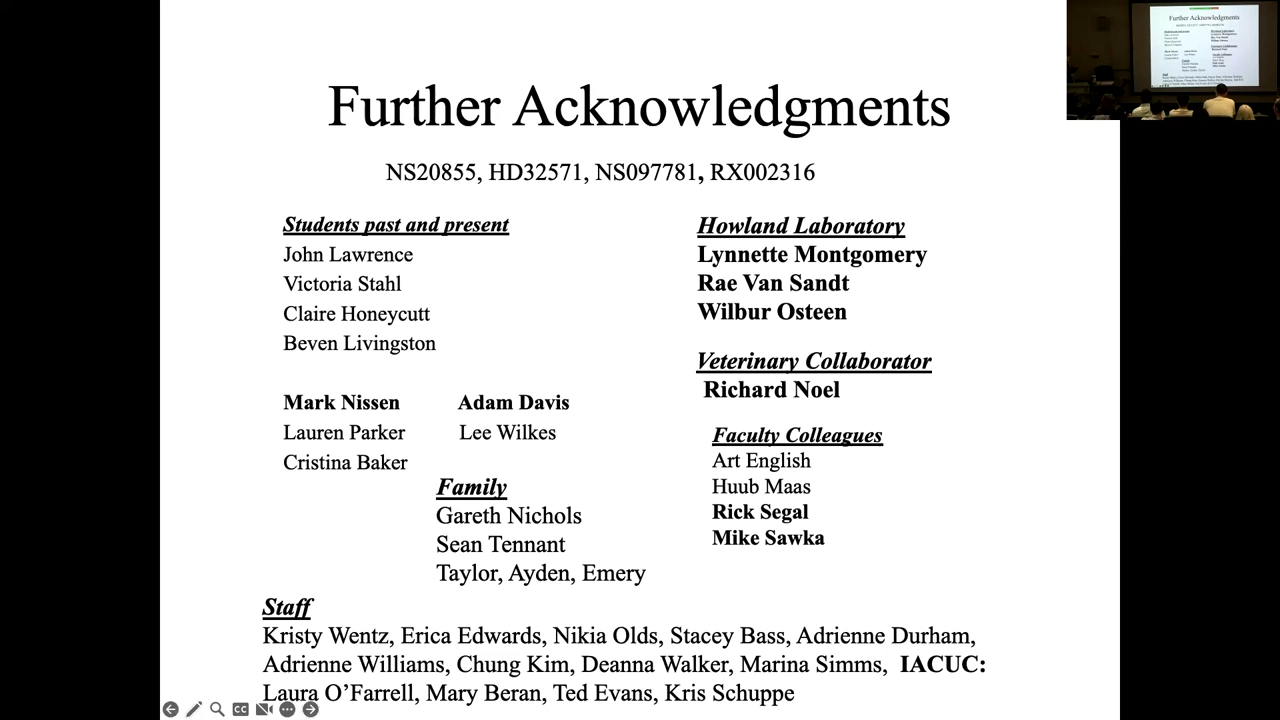 Further Acknowledgments
NS20855, HD32571, NS097781, RX002316
Students past and present
John Lawrence
Victoria Stahl
Claire Honeycutt
Beven Livingston
Mark Nissen Adam Davis
Lauren Parker Lee Wilkes
Cristina Baker
Family
Gareth Nichols
Sean Tennant
Taylor, Ayden, Emery
Howland Laboratory
Lynnette Montgomery
Rae Van Sandt
Wilbur Osteen
Veterinary Collaborator
Richard Noel
Faculty Colleagues
Art English
Huub Maas
Rick Segal
Mike Sawka
Staff
Kristy Wentz, Erica Edwards, Nikia Olds, Stacey Bass, Adrienne Durham,
Adrienne Williams, Chung Kim, Deanna Walker, Marina Simms, IACUC:
Laura O’Farrell, Mary Beran, Ted Evans, Kris Schuppe
CC
Further Acknowledgments